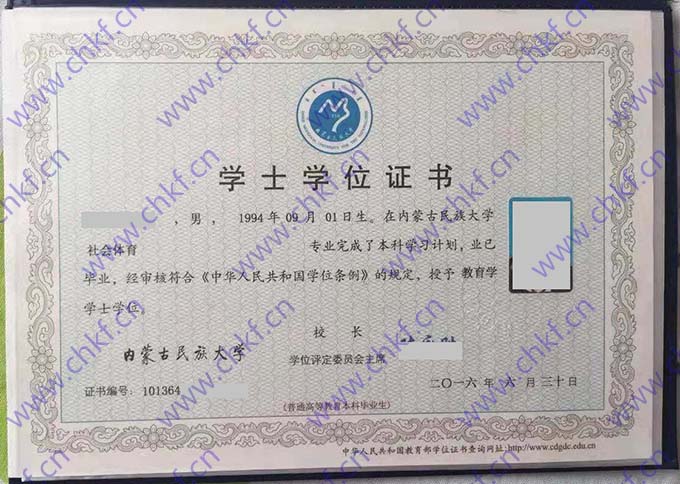 www.chkf.cn
学士学位证书
，男，1994年09月01日生。在内蒙古民族大学
社会体育 专业完成了本科学习计划，业已
毕业，经审核符合《中华人民共和国学位条例》的规定，授予 教育学
学士学位。
校长
内蒙古民族大学
学位评定委员会主席
证书编号：101364
二〇一六年六月三十日
(普通高等教育本科毕业生)
中华人民共和国教育部学位证书查询网址:http://www.cdgdc.edu.cn